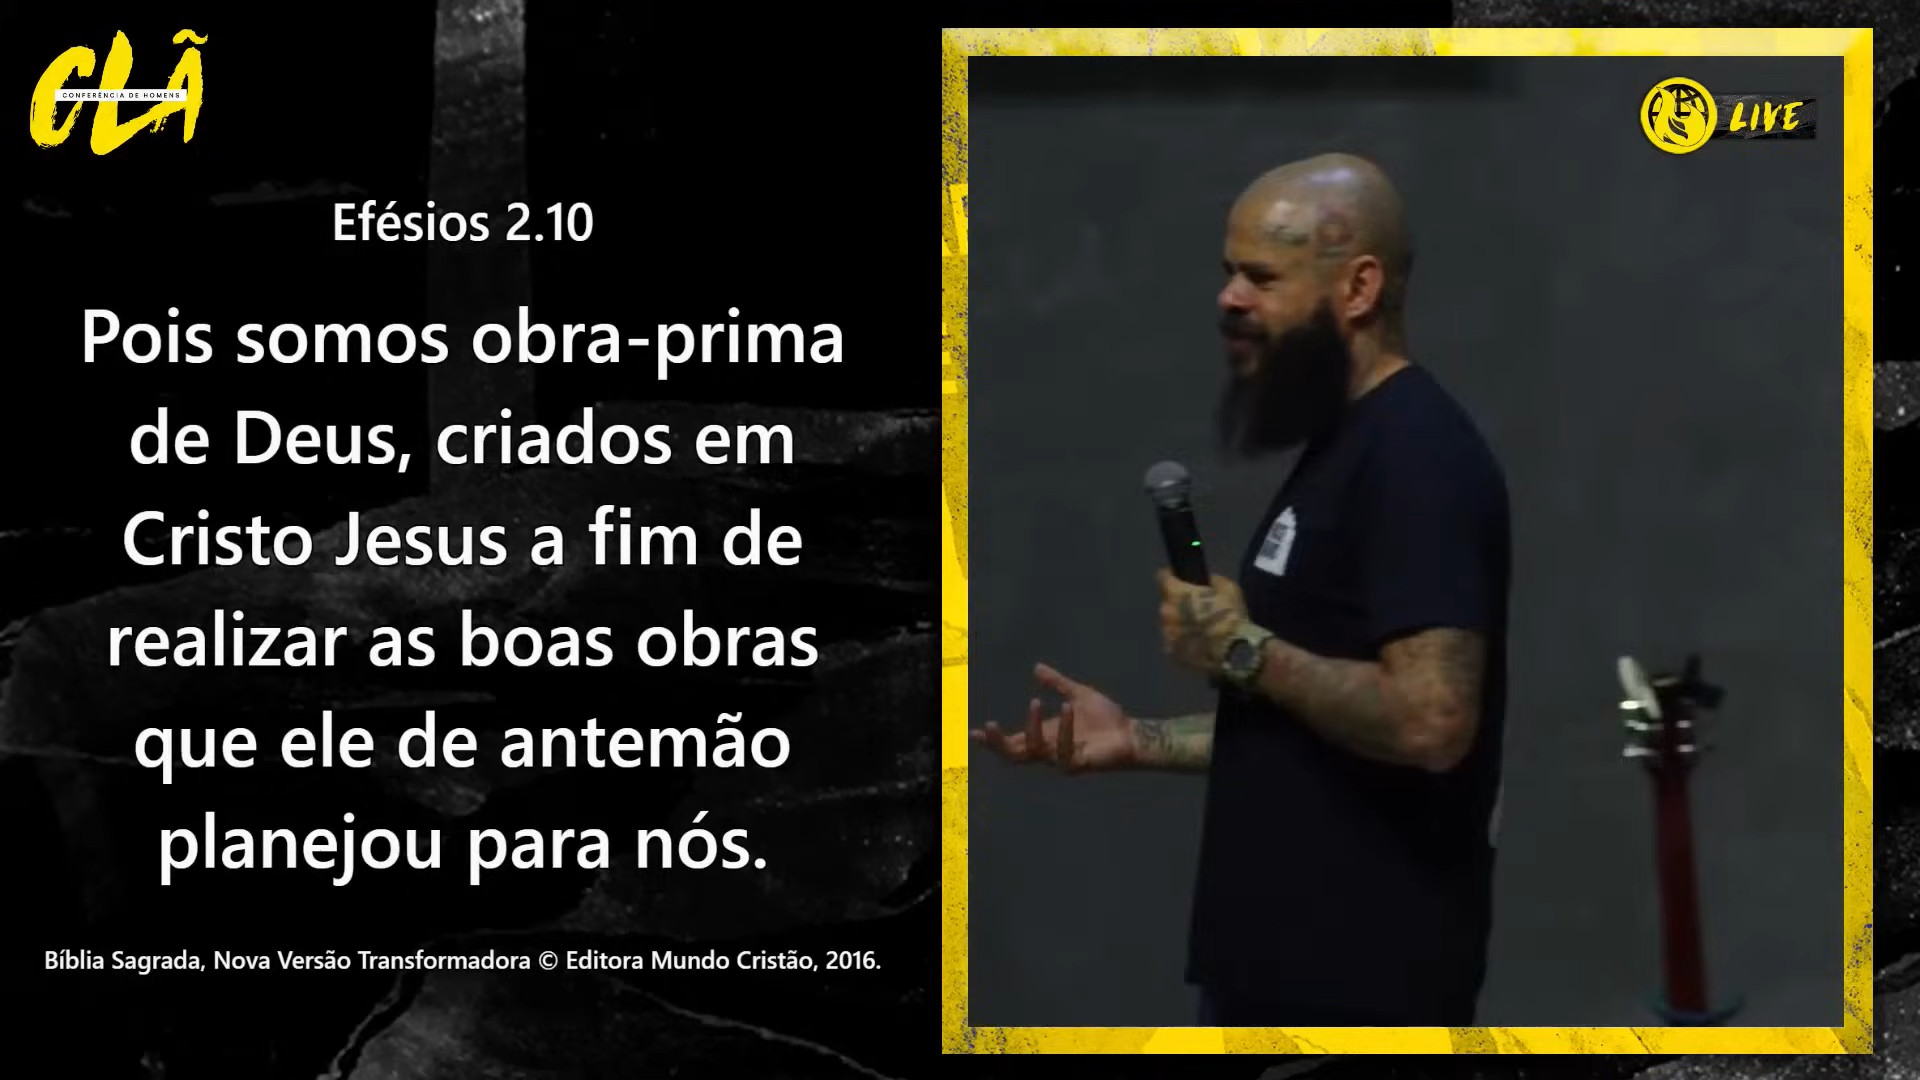 CLÃ
CONFERÊNCIA DE HOMENS
LIVE
Efésios 2.10
Pois somos obra-prima
de Deus, criados em
Cristo Jesus a fim de
realizar as boas obras
que ele de antemão
planejou para nós.
Bíblia Sagrada, Nova Versão Transformadora © Editora Mundo Cristão, 2016.